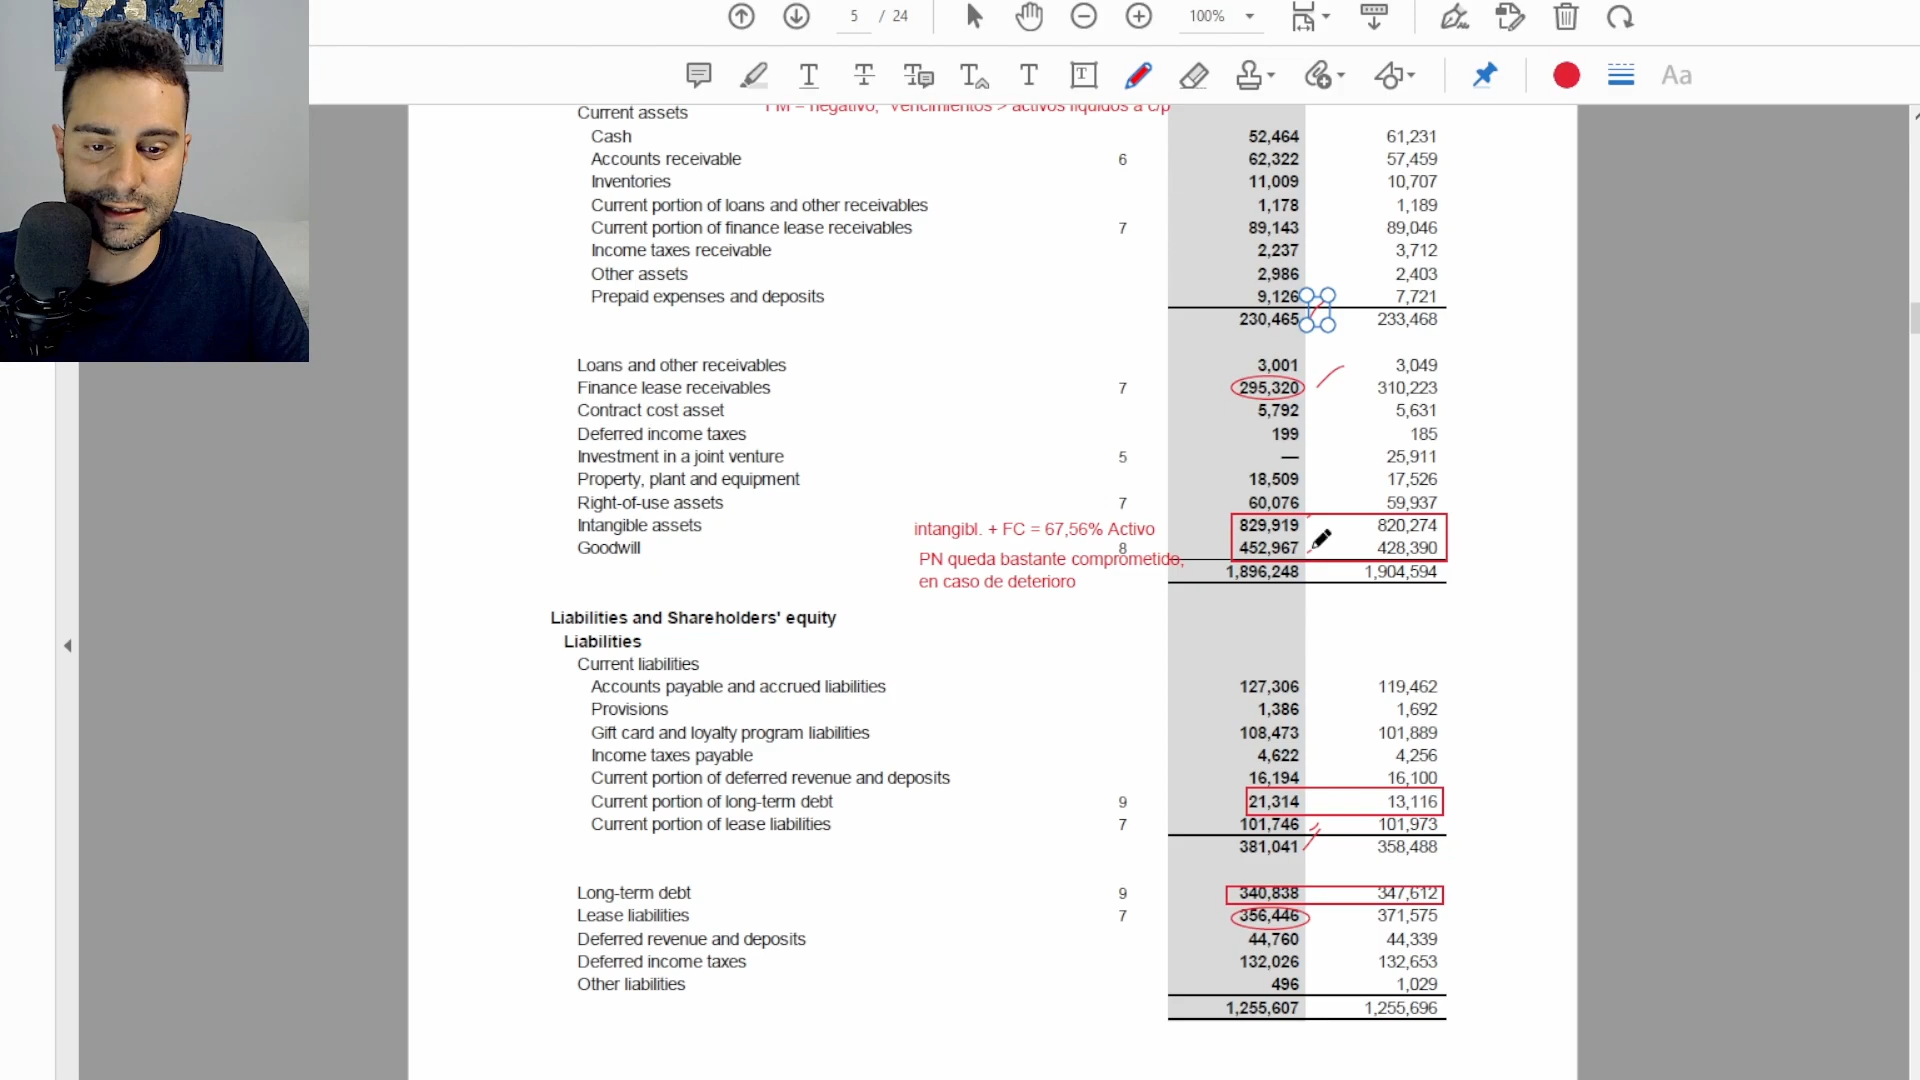 5 / 24
100%
Aa
FM = negativo, Vencimientos > activos líquidos a c/p
Current assets
Cash 52,464 61,231
Accounts receivable 6 62,322 57,459
Inventories 11,009 10,707
Current portion of loans and other receivables 1,178 1,189
Current portion of finance lease receivables 7 89,143 89,046
Income taxes receivable 2,237 3,712
Other assets 2,986 2,403
Prepaid expenses and deposits 9,126 7,721
230,465 233,468
Loans and other receivables 3,001 3,049
Finance lease receivables 7 295,320 310,223
Contract cost asset 5,792 5,631
Deferred income taxes 199 185
Investment in a joint venture 5 — 25,911
Property, plant and equipment 18,509 17,526
Right-of-use assets 7 60,076 59,937
Intangible assets 829,919 820,274
intangibl. + FC = 67,56% Activo
Goodwill 8 452,967 428,390
PN queda bastante comprometido,
en caso de deterioro
1,896,248 1,904,594
Liabilities and Shareholders' equity
Liabilities
Current liabilities
Accounts payable and accrued liabilities 127,306 119,462
Provisions 1,386 1,692
Gift card and loyalty program liabilities 108,473 101,889
Income taxes payable 4,622 4,256
Current portion of deferred revenue and deposits 16,194 16,100
Current portion of long-term debt 9 21,314 13,116
Current portion of lease liabilities 7 101,746 101,973
381,041 358,488
Long-term debt 9 340,838 347,612
Lease liabilities 7 356,446 371,575
Deferred revenue and deposits 44,760 44,339
Deferred income taxes 132,026 132,653
Other liabilities 496 1,029
1,255,607 1,255,696